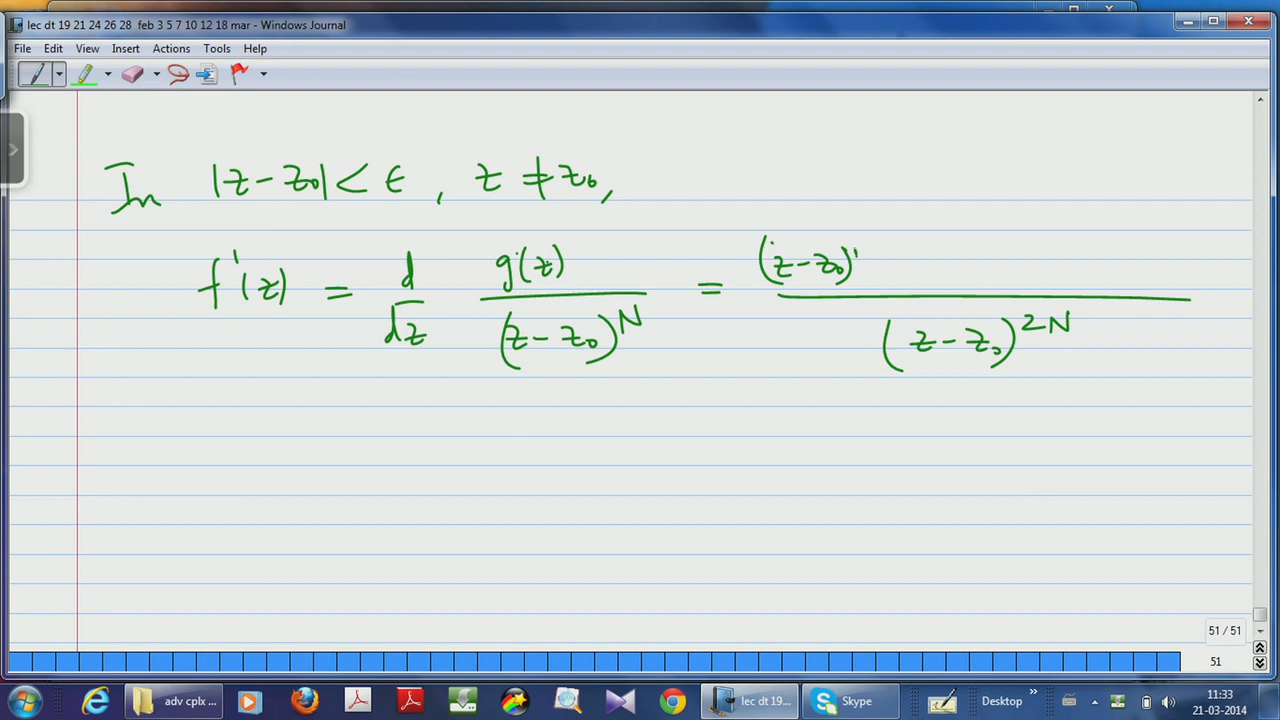 lec dt 19 21 24 26 28 feb 3 5 7 10 12 18 mar - Windows Journal
File Edit View Insert Actions Tools Help
In |z - z₀| < ε, z ≠ z₀,
f'(z) = d/dz g(z)/(z - z₀)^N = (z - z₀)/(z - z₀)^2N
51 / 51
51
adv cplx ...
lec dt 19...
Skype
Desktop
11:33
21-03-2014